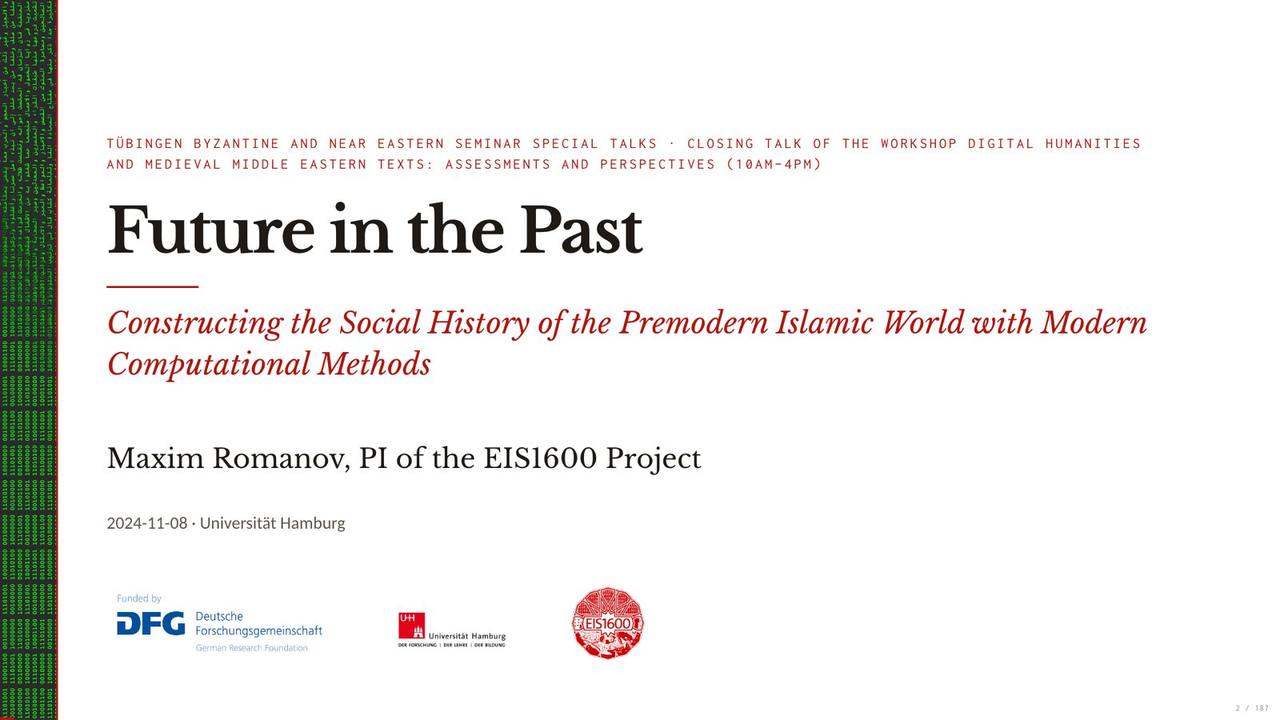 TÜBINGEN BYZANTINE AND NEAR EASTERN SEMINAR SPECIAL TALKS · CLOSING TALK OF THE WORKSHOP DIGITAL HUMANITIES
AND MEDIEVAL MIDDLE EASTERN TEXTS: ASSESSMENTS AND PERSPECTIVES (10AM–4PM)
Future in the Past
Constructing the Social History of the Premodern Islamic World with Modern
Computational Methods
Maxim Romanov, PI of the EIS1600 Project
2024-11-08 · Universität Hamburg
Funded by
DFG Deutsche
Forschungsgemeinschaft
German Research Foundation
UH
Universität Hamburg
DER FORSCHUNG | DER LEHRE | DER BILDUNG
EIS1600
2 / 187